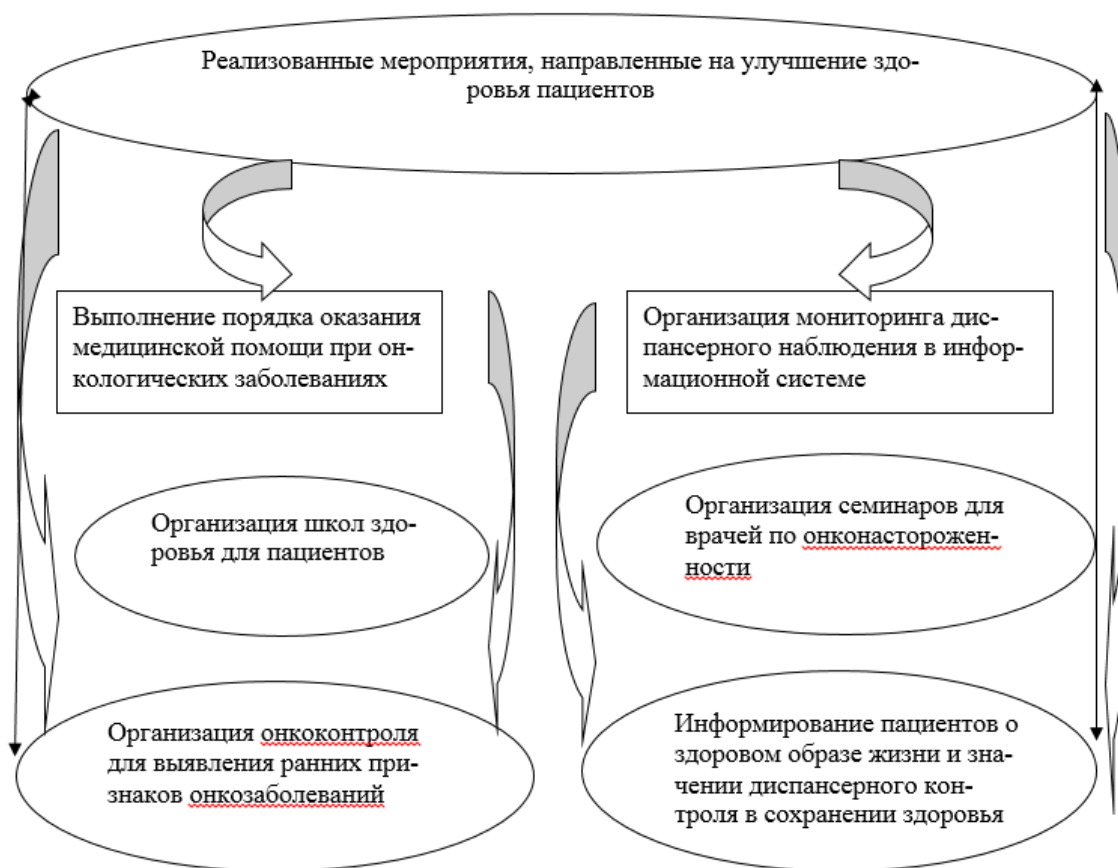 Реализованные мероприятия, направленные на улучшение здо-
ровья пациентов
Выполнение порядка оказания
медицинской помощи при он-
кологических заболеваниях
Организация мониторинга дис-
пансерного наблюдения в инфор-
мационной системе
Организация школ здо-
ровья для пациентов
Организация семинаров для
врачей по онконастороженн-
ности
Организация онкоконтроля
для выявления ранних при-
знаков онкозаболеваний
Информирование пациентов о
здоровом образе жизни и зна-
чении диспансерного кон-
троля в сохранении здоровья